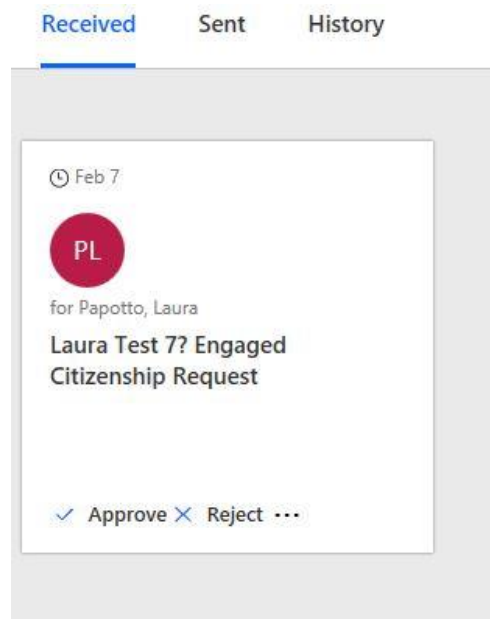 Received Sent History
Feb 7
PL
for Papotto, Laura
Laura Test 7? Engaged
Citizenship Request
Approve Reject ...